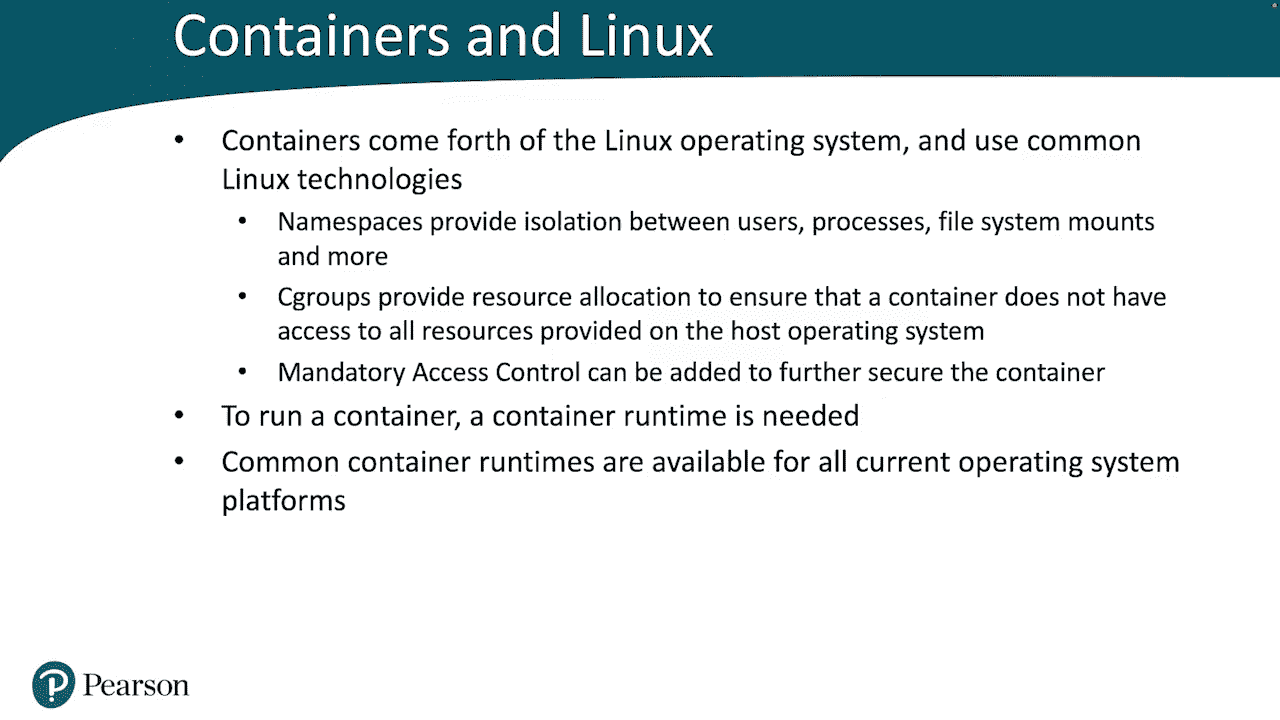 Containers and Linux
• Containers come forth of the Linux operating system, and use common
Linux technologies
• Namespaces provide isolation between users, processes, file system mounts
and more
• Cgroups provide resource allocation to ensure that a container does not have
access to all resources provided on the host operating system
• Mandatory Access Control can be added to further secure the container
• To run a container, a container runtime is needed
• Common container runtimes are available for all current operating system
platforms
Pearson